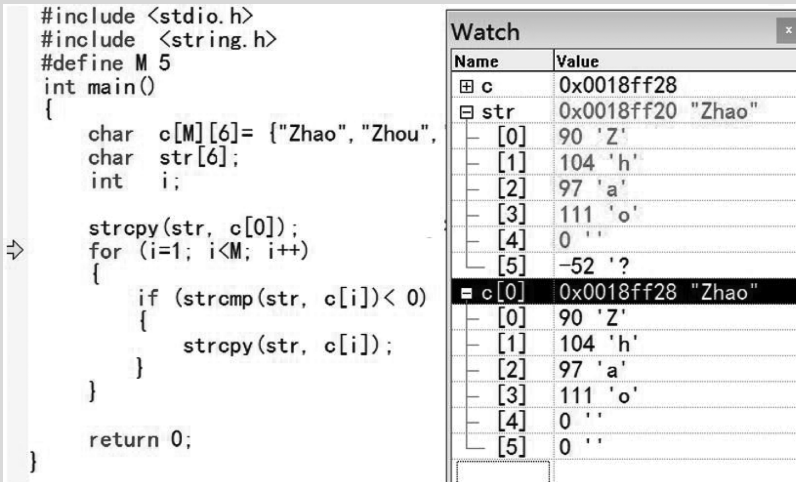 #include <stdio.h>
#include <string.h>
#define M 5
int main()
{
char c[M][6]= {"Zhao","Zhou",
char str[6];
int i;
strcpy(str, c[0]);
for (i=1; i<M; i++)
{
if (strcmp(str, c[i])< 0)
{
strcpy(str, c[i]);
}
}
return 0;
}
Watch
Name Value
c 0x0018ff28
str 0x0018ff20 "Zhao"
[0] 90 'Z'
[1] 104 'h'
[2] 97 'a'
[3] 111 'o'
[4] 0 ''
[5] -52 '?
c[0] 0x0018ff28 "Zhao"
[0] 90 'Z'
[1] 104 'h'
[2] 97 'a'
[3] 111 'o'
[4] 0 ''
[5] 0 ''